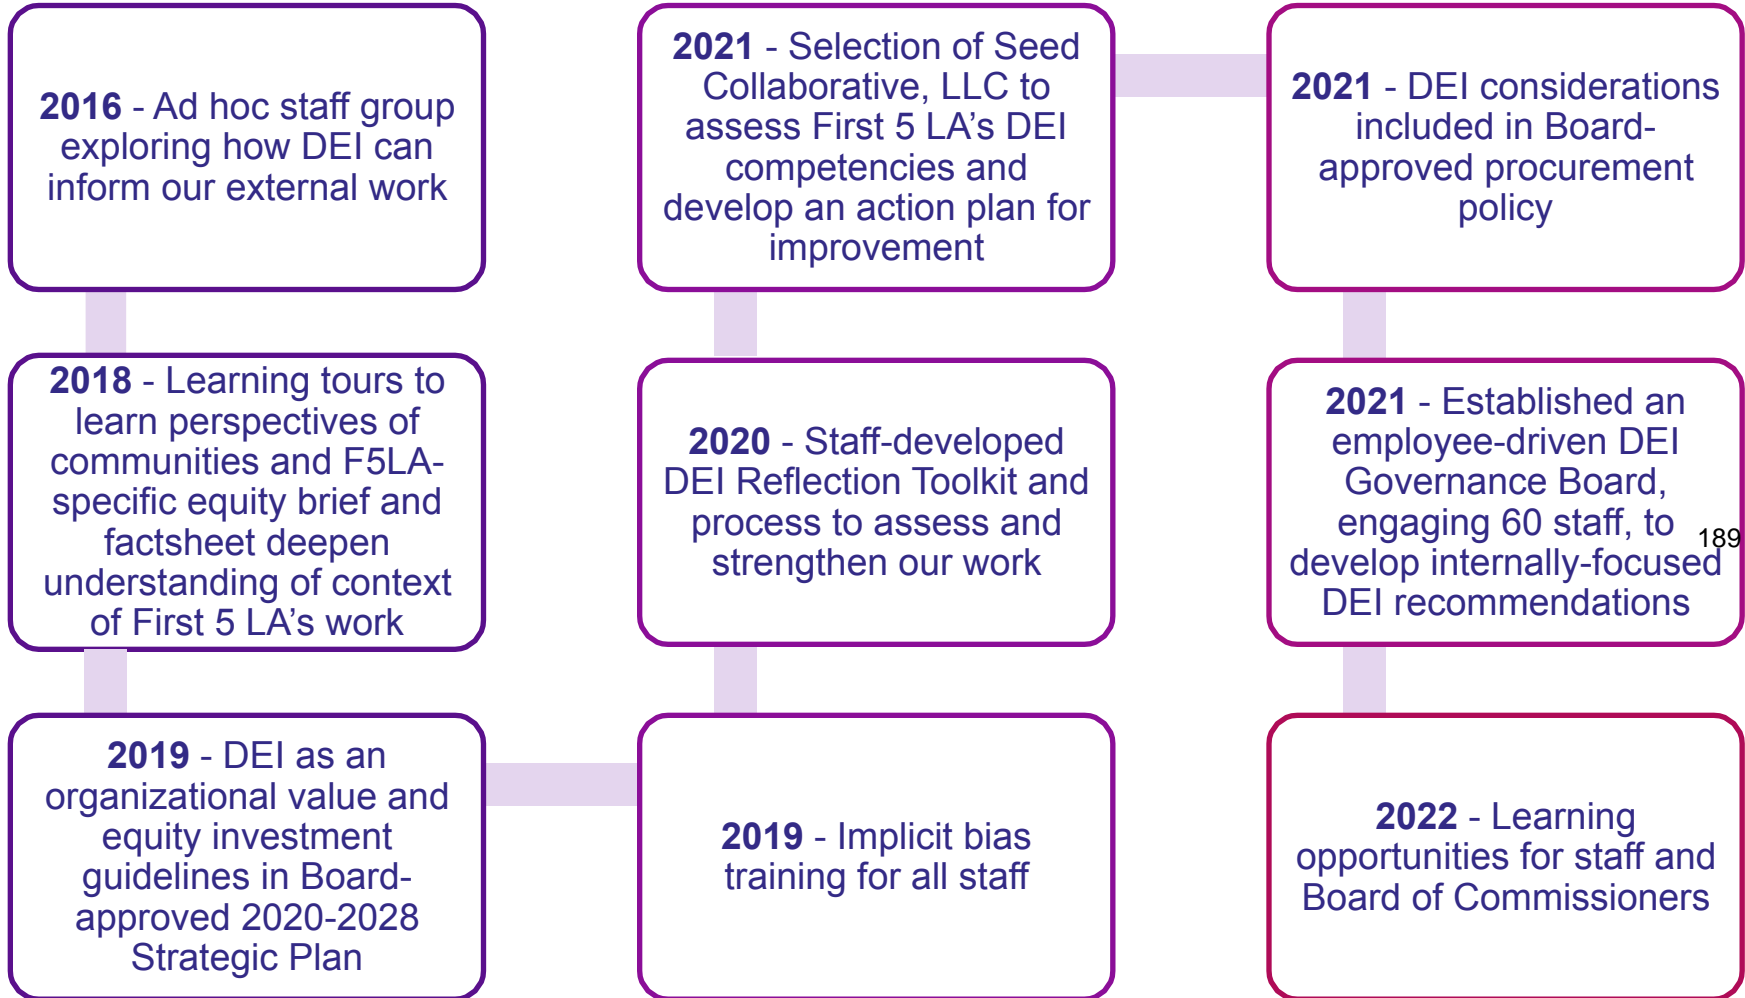 2016 - Ad hoc staff group
exploring how DEI can
inform our external work
2018 - Learning tours to
learn perspectives of
communities and F5LA-
specific equity brief and
factsheet deepen
understanding of context
of First 5 LA’s work
2019 - DEI as an
organizational value and
equity investment
guidelines in Board-
approved 2020-2028
Strategic Plan
2019 - Implicit bias
training for all staff
2020 - Staff-developed
DEI Reflection Toolkit and
process to assess and
strengthen our work
2021 - Selection of Seed
Collaborative, LLC to
assess First 5 LA’s DEI
competencies and
develop an action plan for
improvement
2021 - DEI considerations
included in Board-
approved procurement
policy
2021 - Established an
employee-driven DEI
Governance Board,
engaging 60 staff, to
develop internally-focused
DEI recommendations
189
2022 - Learning
opportunities for staff and
Board of Commissioners